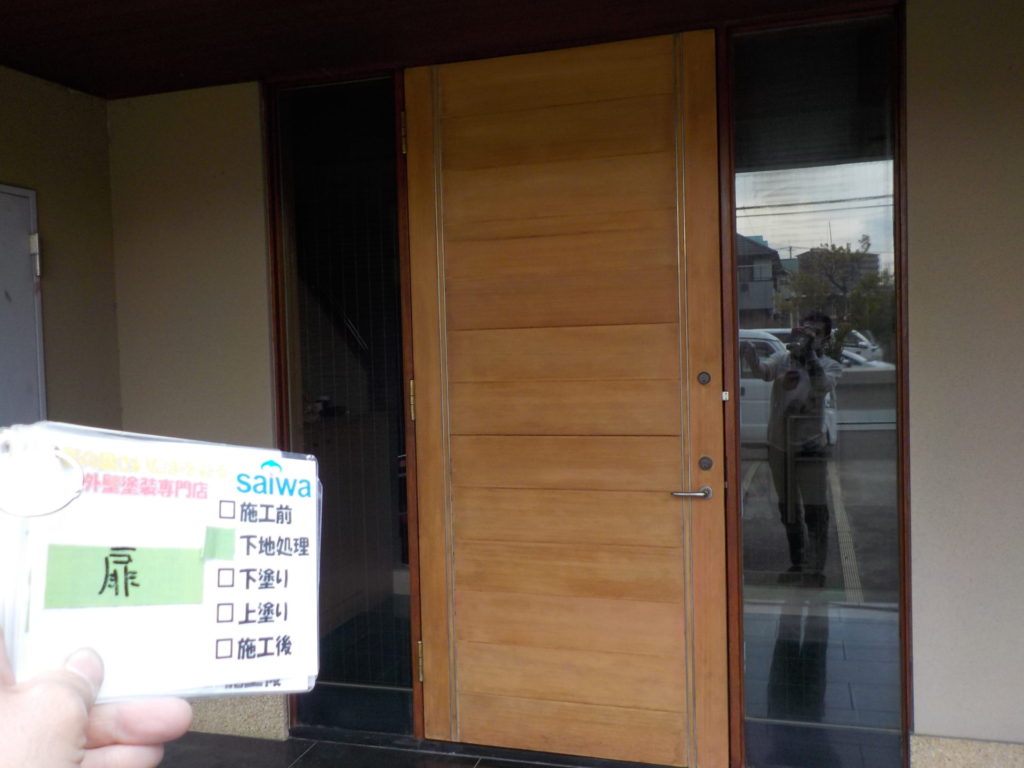 外壁塗装専門店
saiwa
□施工前
下地処理
□下塗り
□上塗り
□施工後
扉